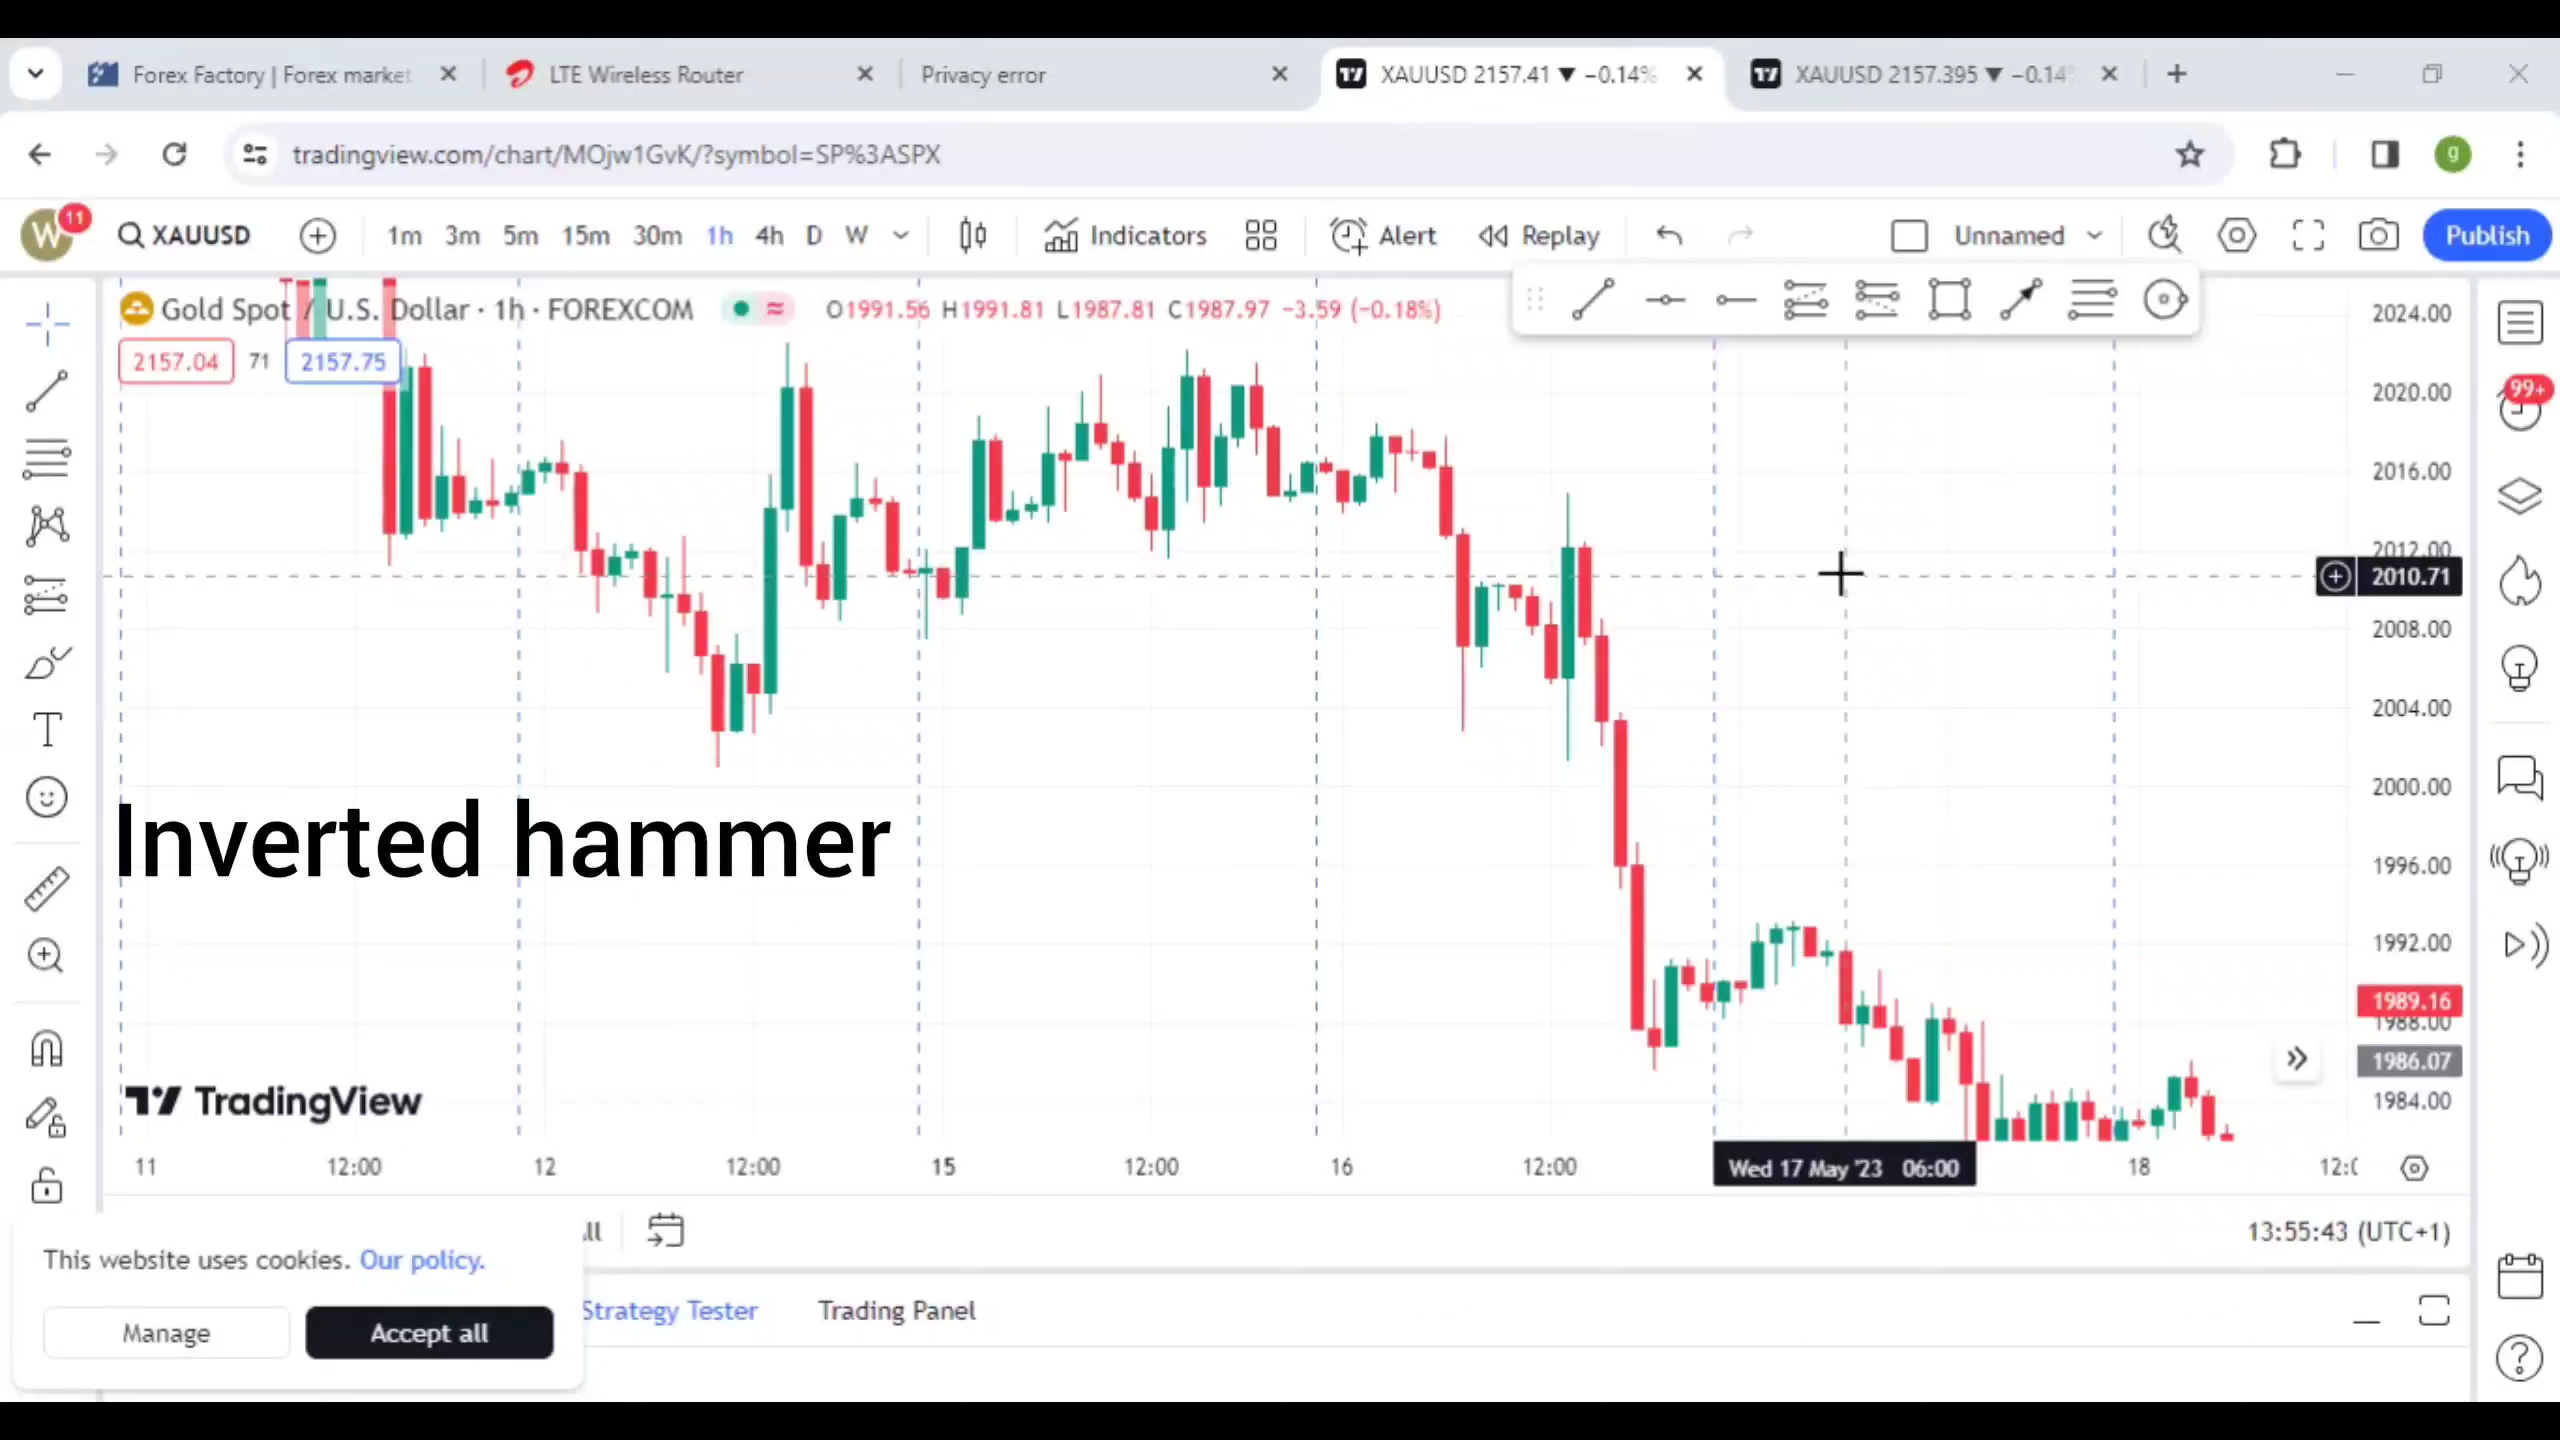 Forex Factory | Forex market
LTE Wireless Router
Privacy error
XAUUSD 2157.41 ▼ −0.14%
XAUUSD 2157.395 ▼ −0.14
tradingview.com/chart/MOjw1GvK/?symbol=SP%3ASPX
g
W
11
XAUUSD
1m 3m 5m 15m 30m 1h 4h D W
Indicators
Alert
Replay
Unnamed
Publish
Gold Spot / U.S. Dollar · 1h · FOREXCOM
O1991.56 H1991.81 L1987.81 C1987.97 −3.59 (−0.18%)
2157.04 71 2157.75
2024.00
2020.00
2016.00
2012.00
2010.71
2008.00
2004.00
2000.00
1996.00
1992.00
1989.16
1988.00
1986.07
1984.00
99+
Inverted hammer
TradingView
11 12:00 12 12:00 15 12:00 16 12:00 Wed 17 May '23 06:00 18 12:0
13:55:43 (UTC+1)
This website uses cookies. Our policy.
Manage
Accept all
Strategy Tester
Trading Panel